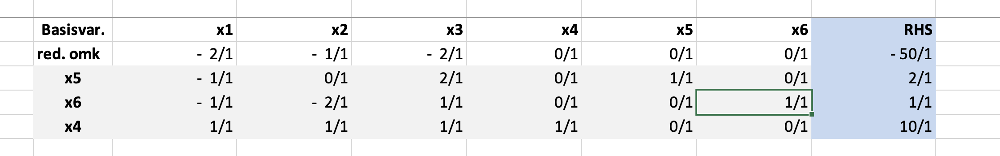 Basisvar. x1 x2 x3 x4 x5 x6 RHS
red. omk - 2/1 - 1/1 - 2/1 0/1 0/1 0/1 - 50/1
x5 - 1/1 0/1 2/1 0/1 1/1 0/1 2/1
x6 - 1/1 - 2/1 1/1 0/1 0/1 1/1 1/1
x4 1/1 1/1 1/1 1/1 0/1 0/1 10/1